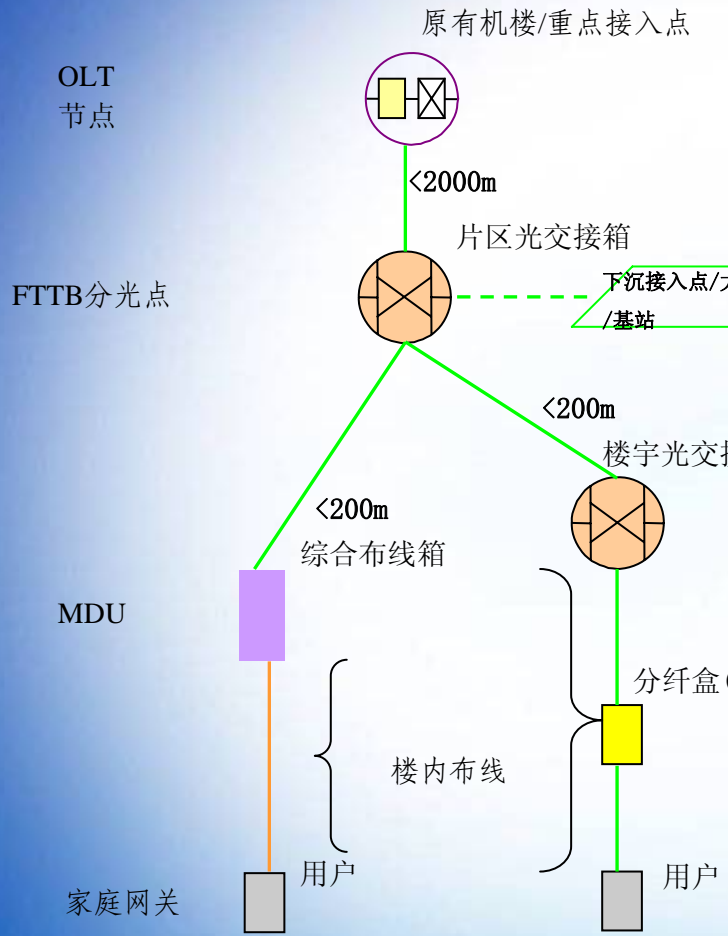 原有机楼/重点接入点
OLT
节点
<2000m
片区光交接箱
FTTB分光点
下沉接入点/
/基站
<200m
楼宇光交
<200m
综合布线箱
MDU
分纤盒(
楼内布线
用户
用户
家庭网关